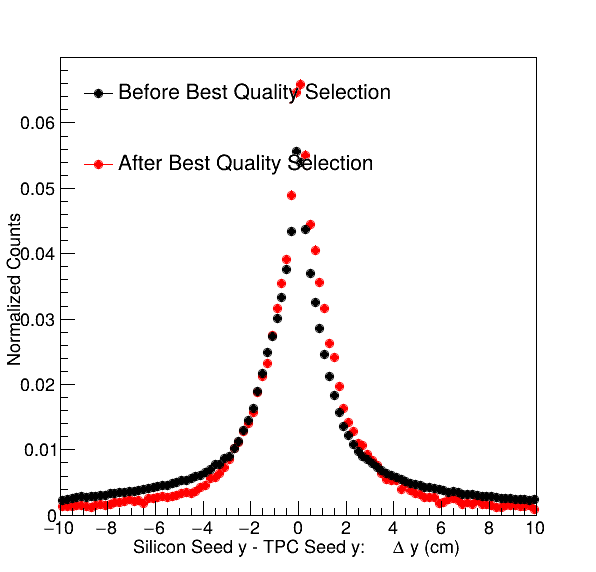 Before Best Quality Selection
After Best Quality Selection
Normalized Counts
0.06
0.05
0.04
0.03
0.02
0.01
0
−10 −8 −6 −4 −2 0 2 4 6 8 10
Silicon Seed y - TPC Seed y: Δ y (cm)